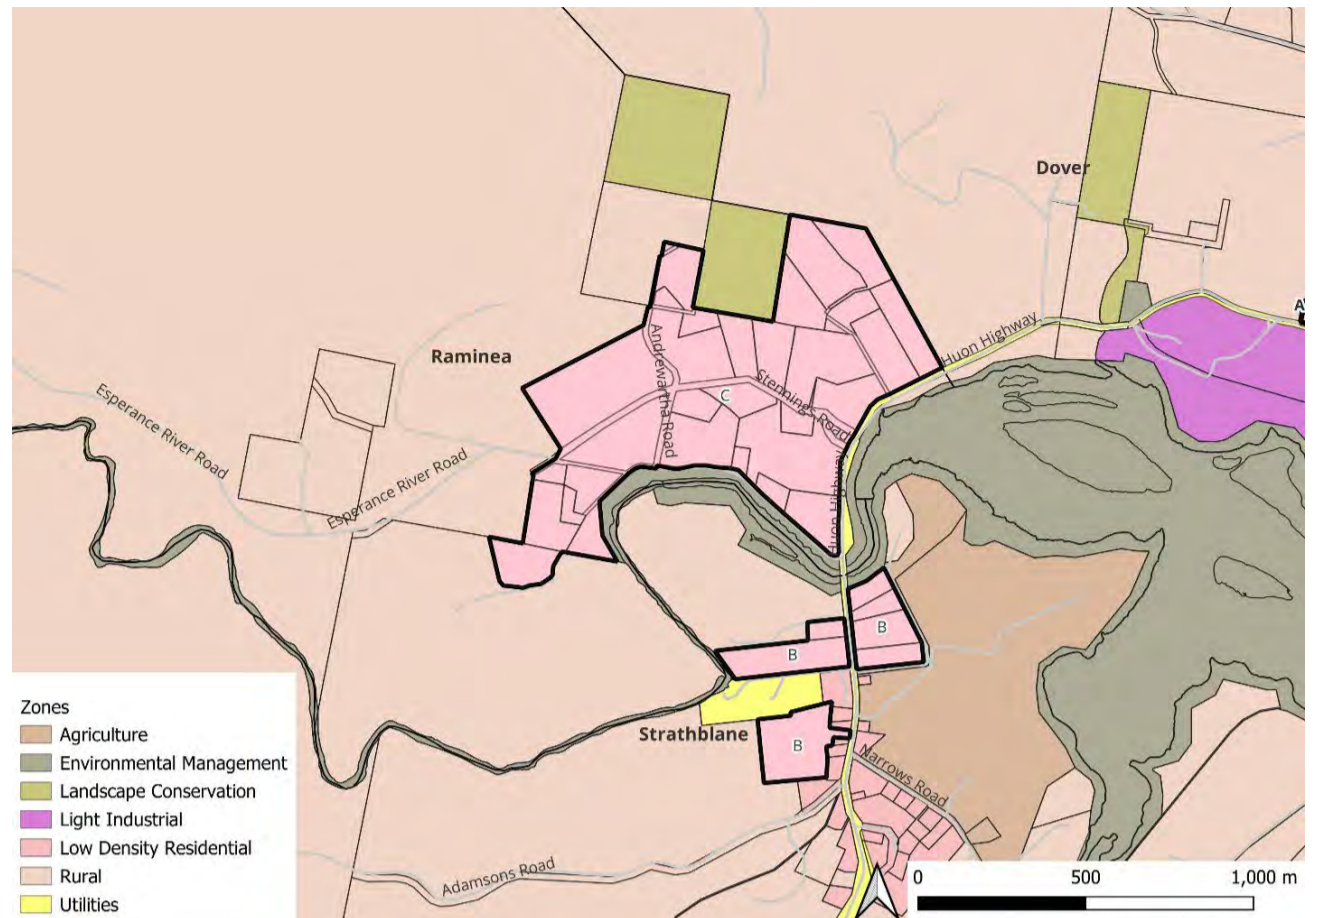 Dover
A
Huon Highway
Raminea
Andrewartha Road
Stennings Road
C
Esperance River Road
Esperance River Road
Huon Highway
B
B
Strathblane
B
Narrows Road
Adamsons Road
Zones
Agriculture
Environmental Management
Landscape Conservation
Light Industrial
Low Density Residential
Rural
Utilities
0 500 1,000 m